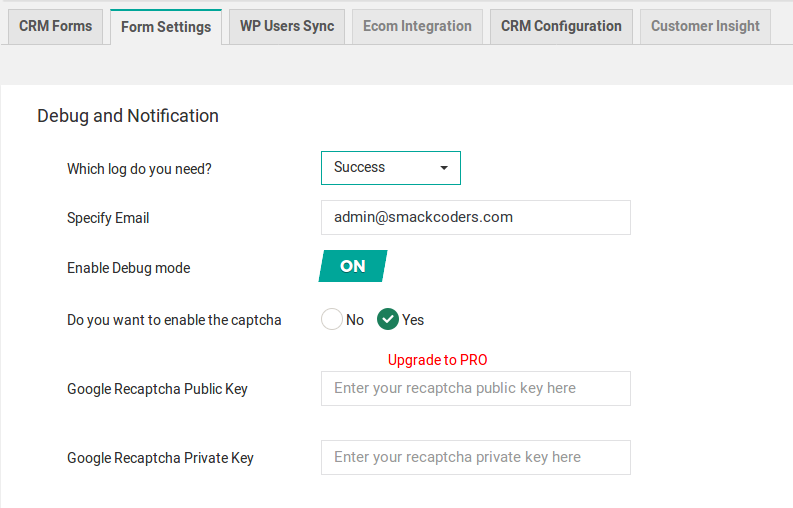 CRM Forms Form Settings WP Users Sync Ecom Integration CRM Configuration Customer Insight
Debug and Notification
Which log do you need? Success
Specify Email admin@smackcoders.com
Enable Debug mode ON
Do you want to enable the captcha No Yes
Upgrade to PRO
Google Recaptcha Public Key Enter your recaptcha public key here
Google Recaptcha Private Key Enter your recaptcha private key here